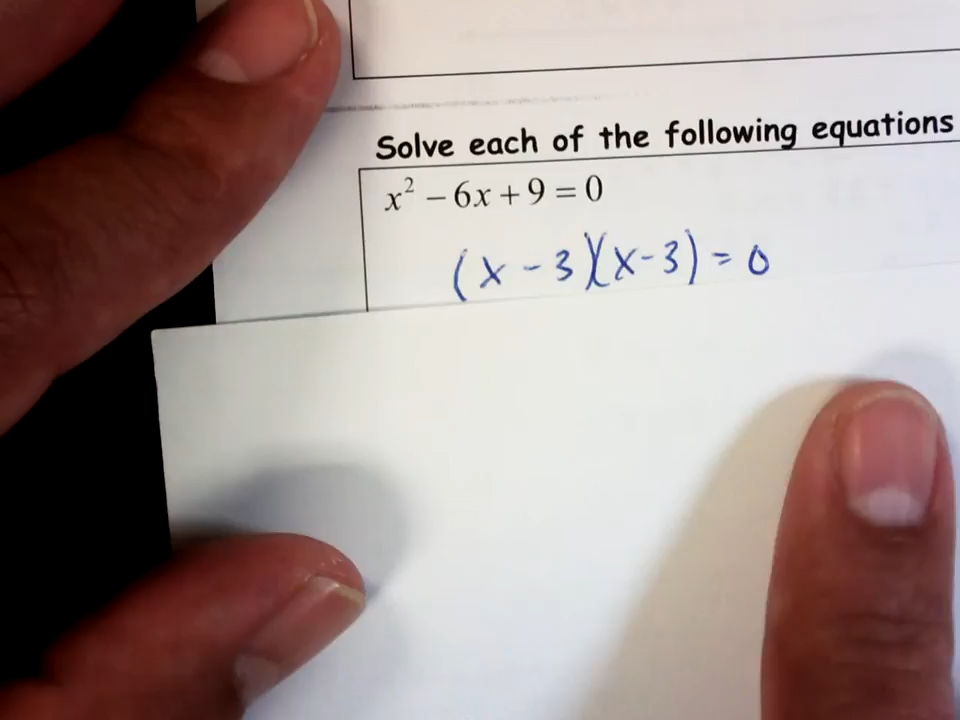 Solve each of the following equations
x² – 6x + 9 = 0
(x - 3)(x - 3) = 0